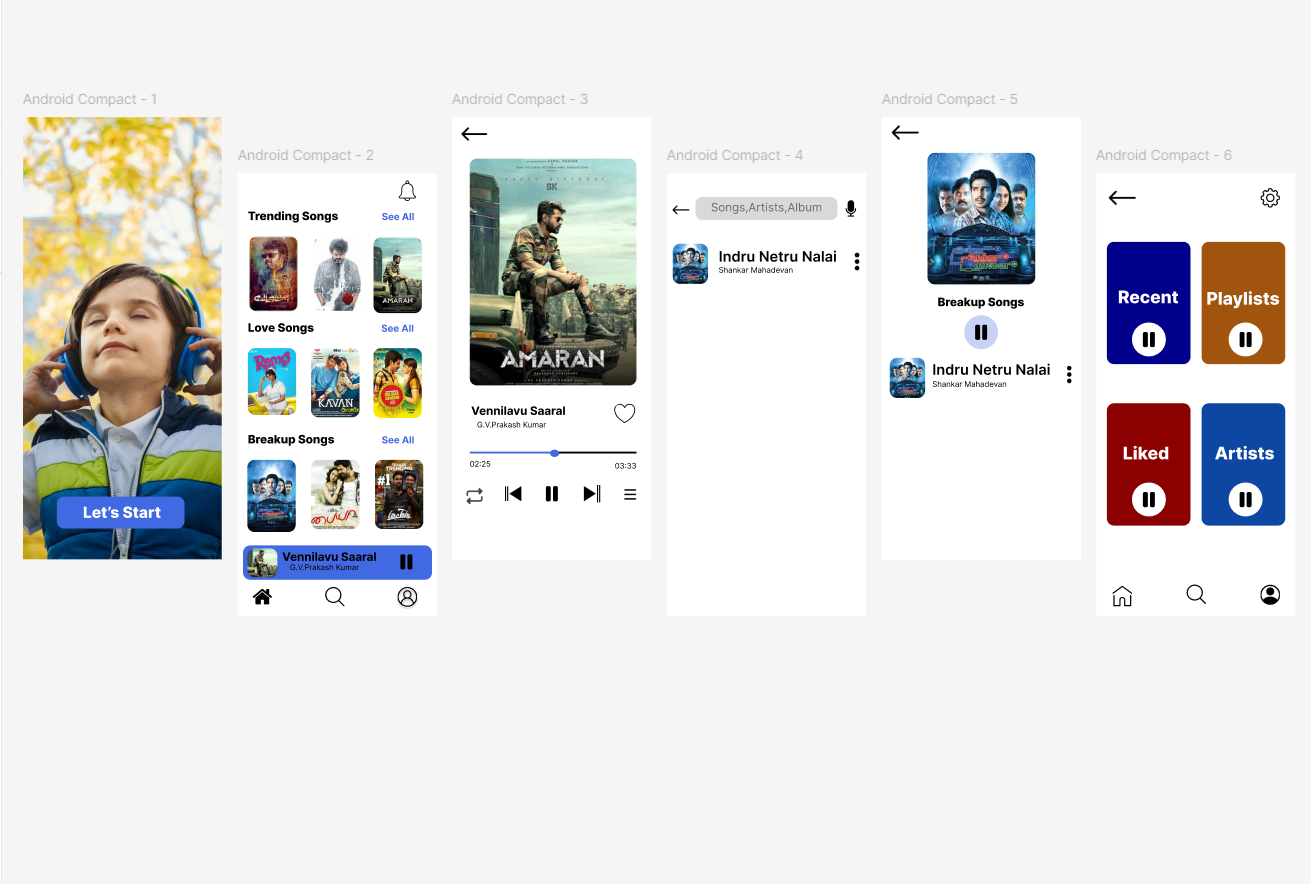 Android Compact - 1
Let's Start
Android Compact - 2
Trending Songs
See All
AMARAN
Love Songs
See All
Remo
KAVAN
Breakup Songs
See All
பையா
TRENDING
#1
Vennilavu Saaral
G.V.Prakash Kumar
Android Compact - 3
SK
AMARAN
Vennilavu Saaral
G.V.Prakash Kumar
02:25
03:33
Android Compact - 4
Songs,Artists,Album
Indru Netru Nalai
Shankar Mahadevan
Android Compact - 5
Breakup Songs
Indru Netru Nalai
Shankar Mahadevan
Android Compact - 6
Recent
Playlists
Liked
Artists